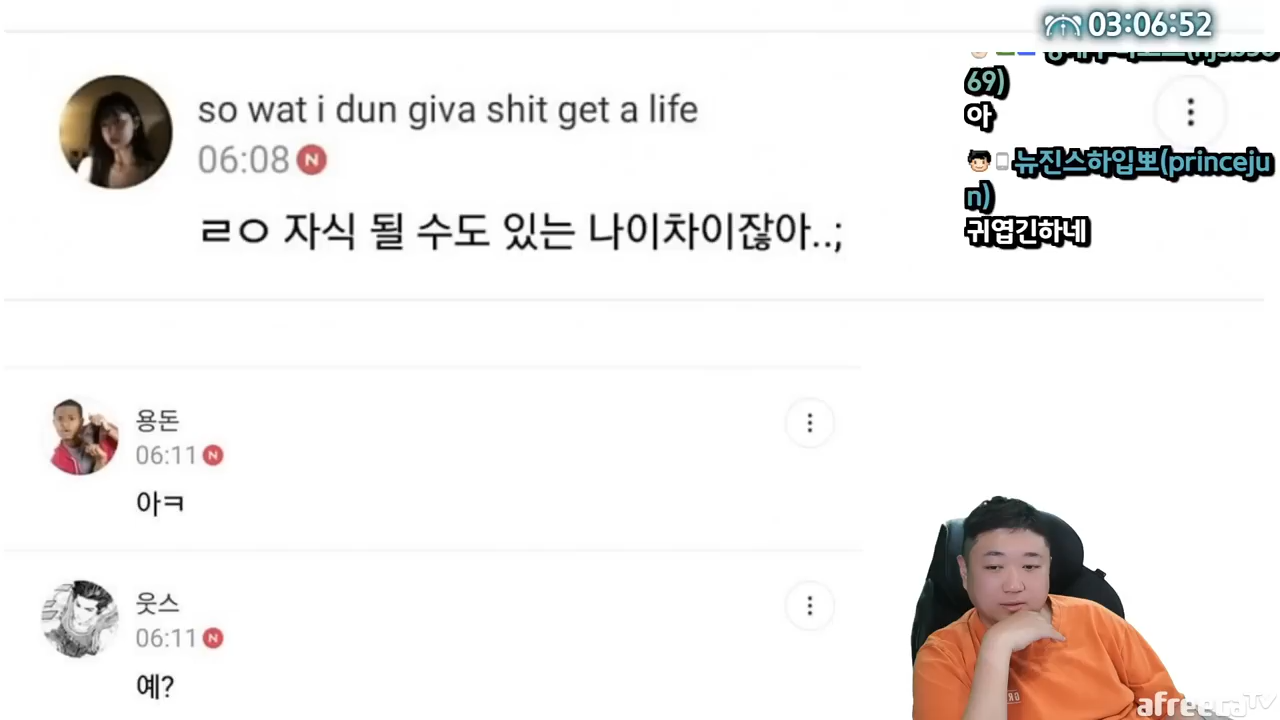 03:06:52
69)
아
뉴진스하입뽀(princeju
n)
귀엽긴하네
so wat i dun giva shit get a life
06:08 N
ㄹㅇ 자식 될 수도 있는 나이차이잖아..;
용돈
06:11 N
아ㅋ
웃스
06:11 N
예?
afreecaTV